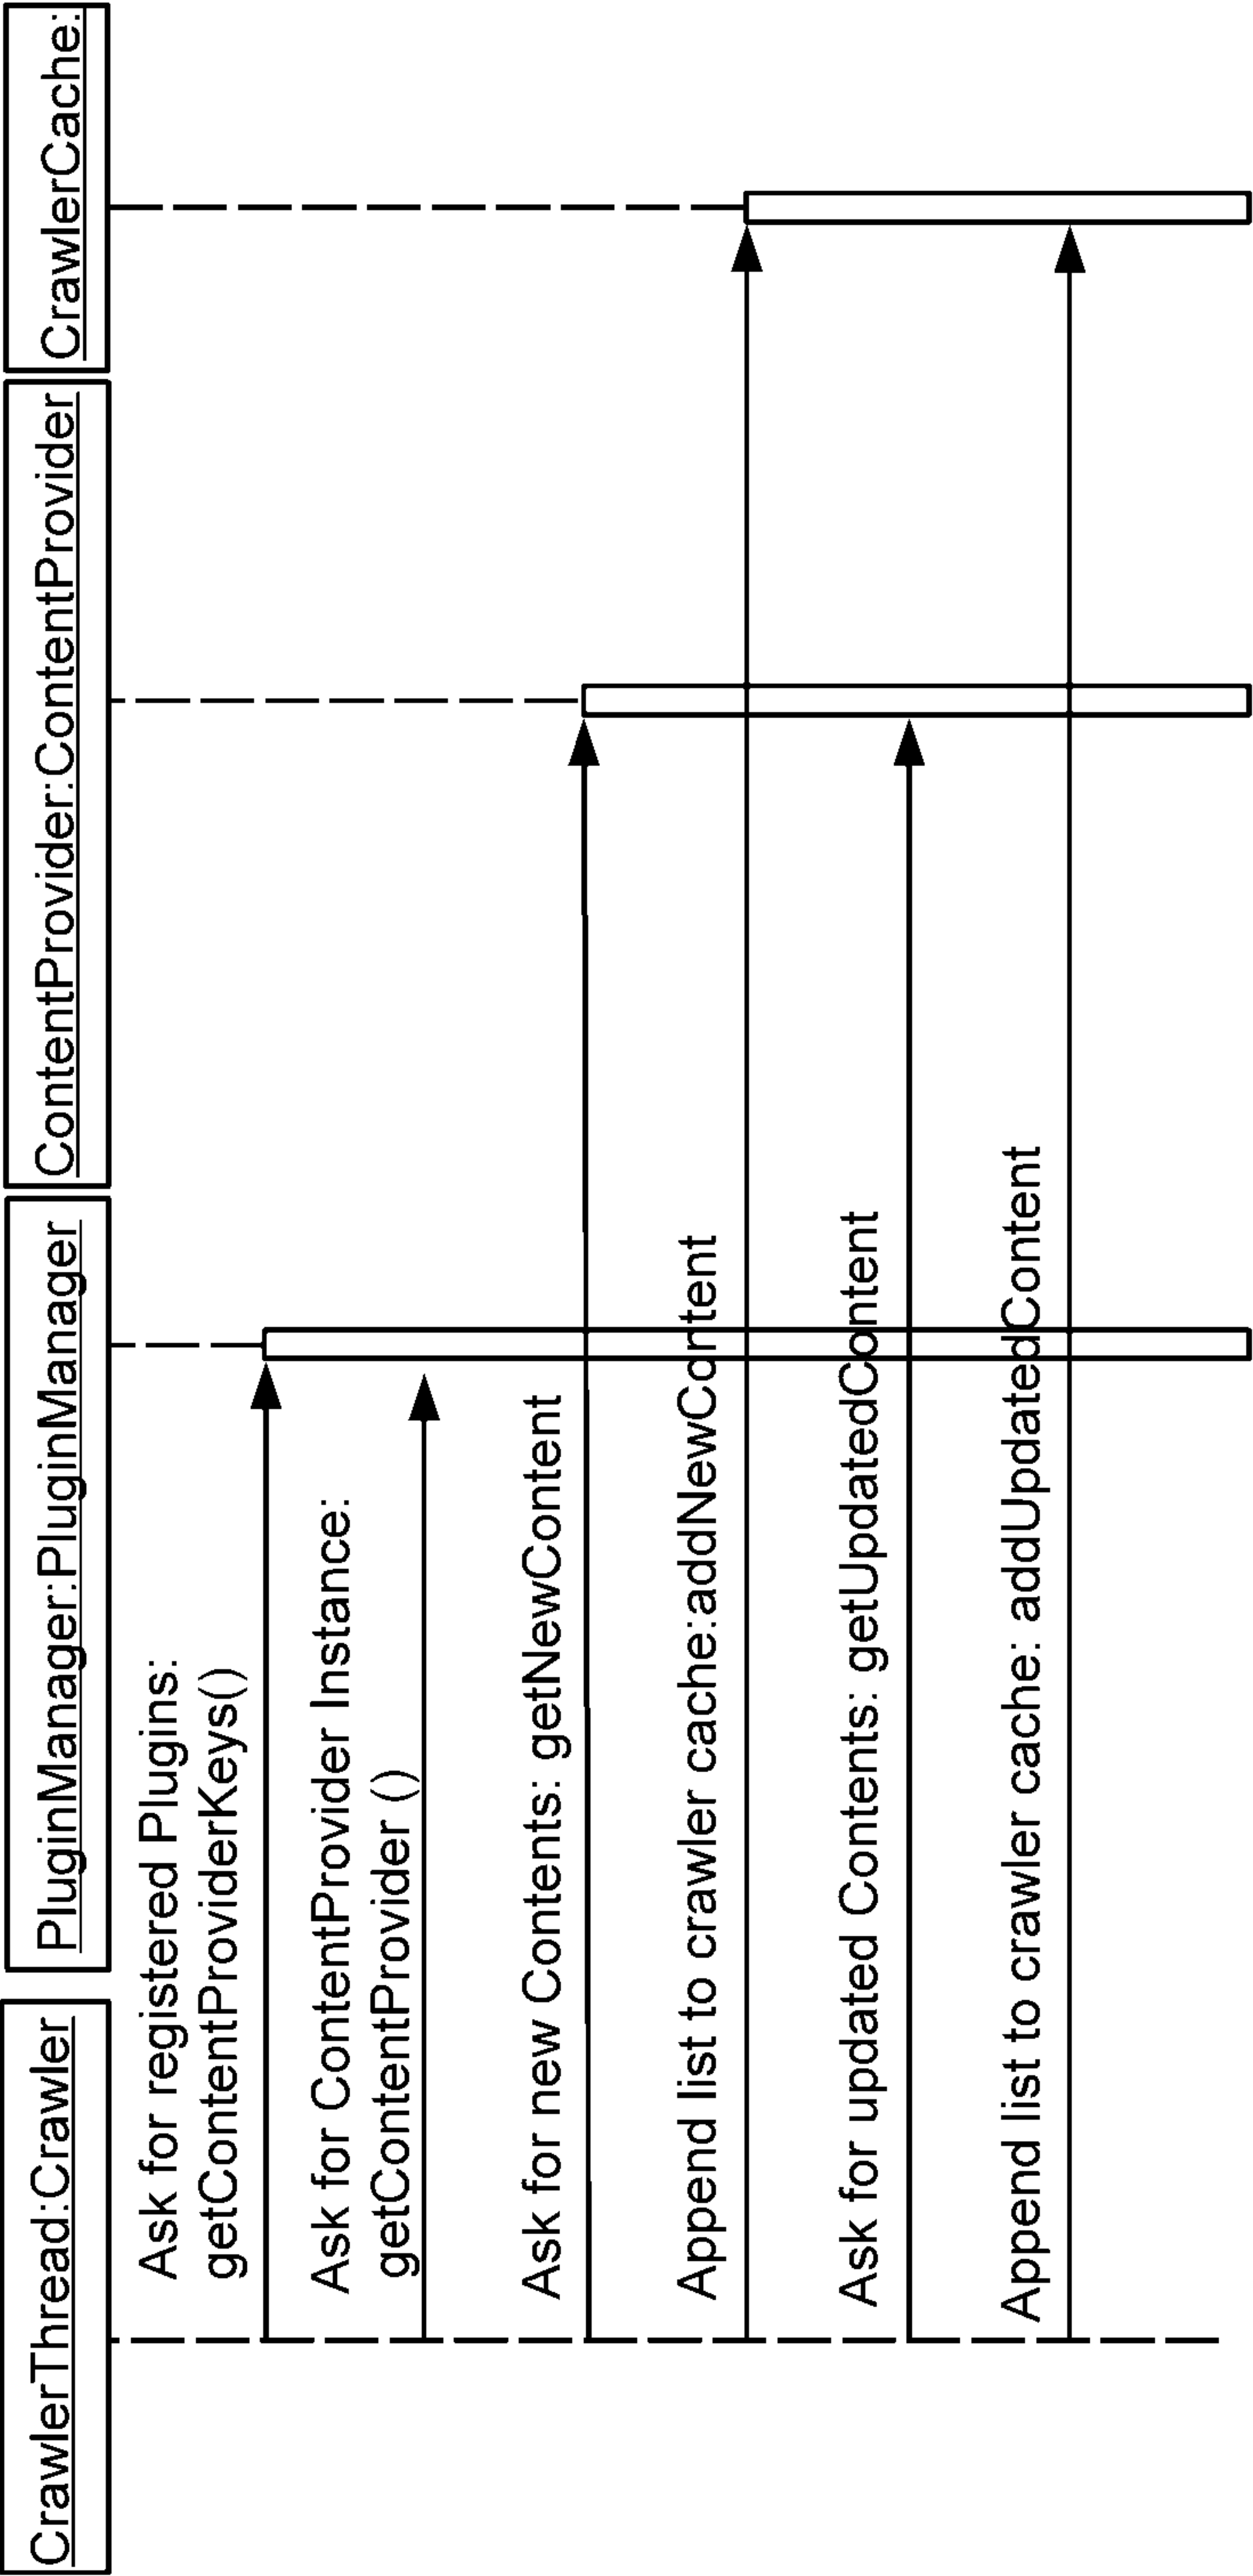 CrawlerThread:Crawler
PluginManager:PluginManager
ContentProvider:ContentProvider
CrawlerCache:
Ask for registered Plugins:
getContentProviderKeys()
Ask for ContentProvider Instance:
getContentProvider ()
Ask for new Contents: getNewContent
Append list to crawler cache:addNewContent
Ask for updated Contents: getUpdatedContent
Append list to crawler cache: addUpdatedContent